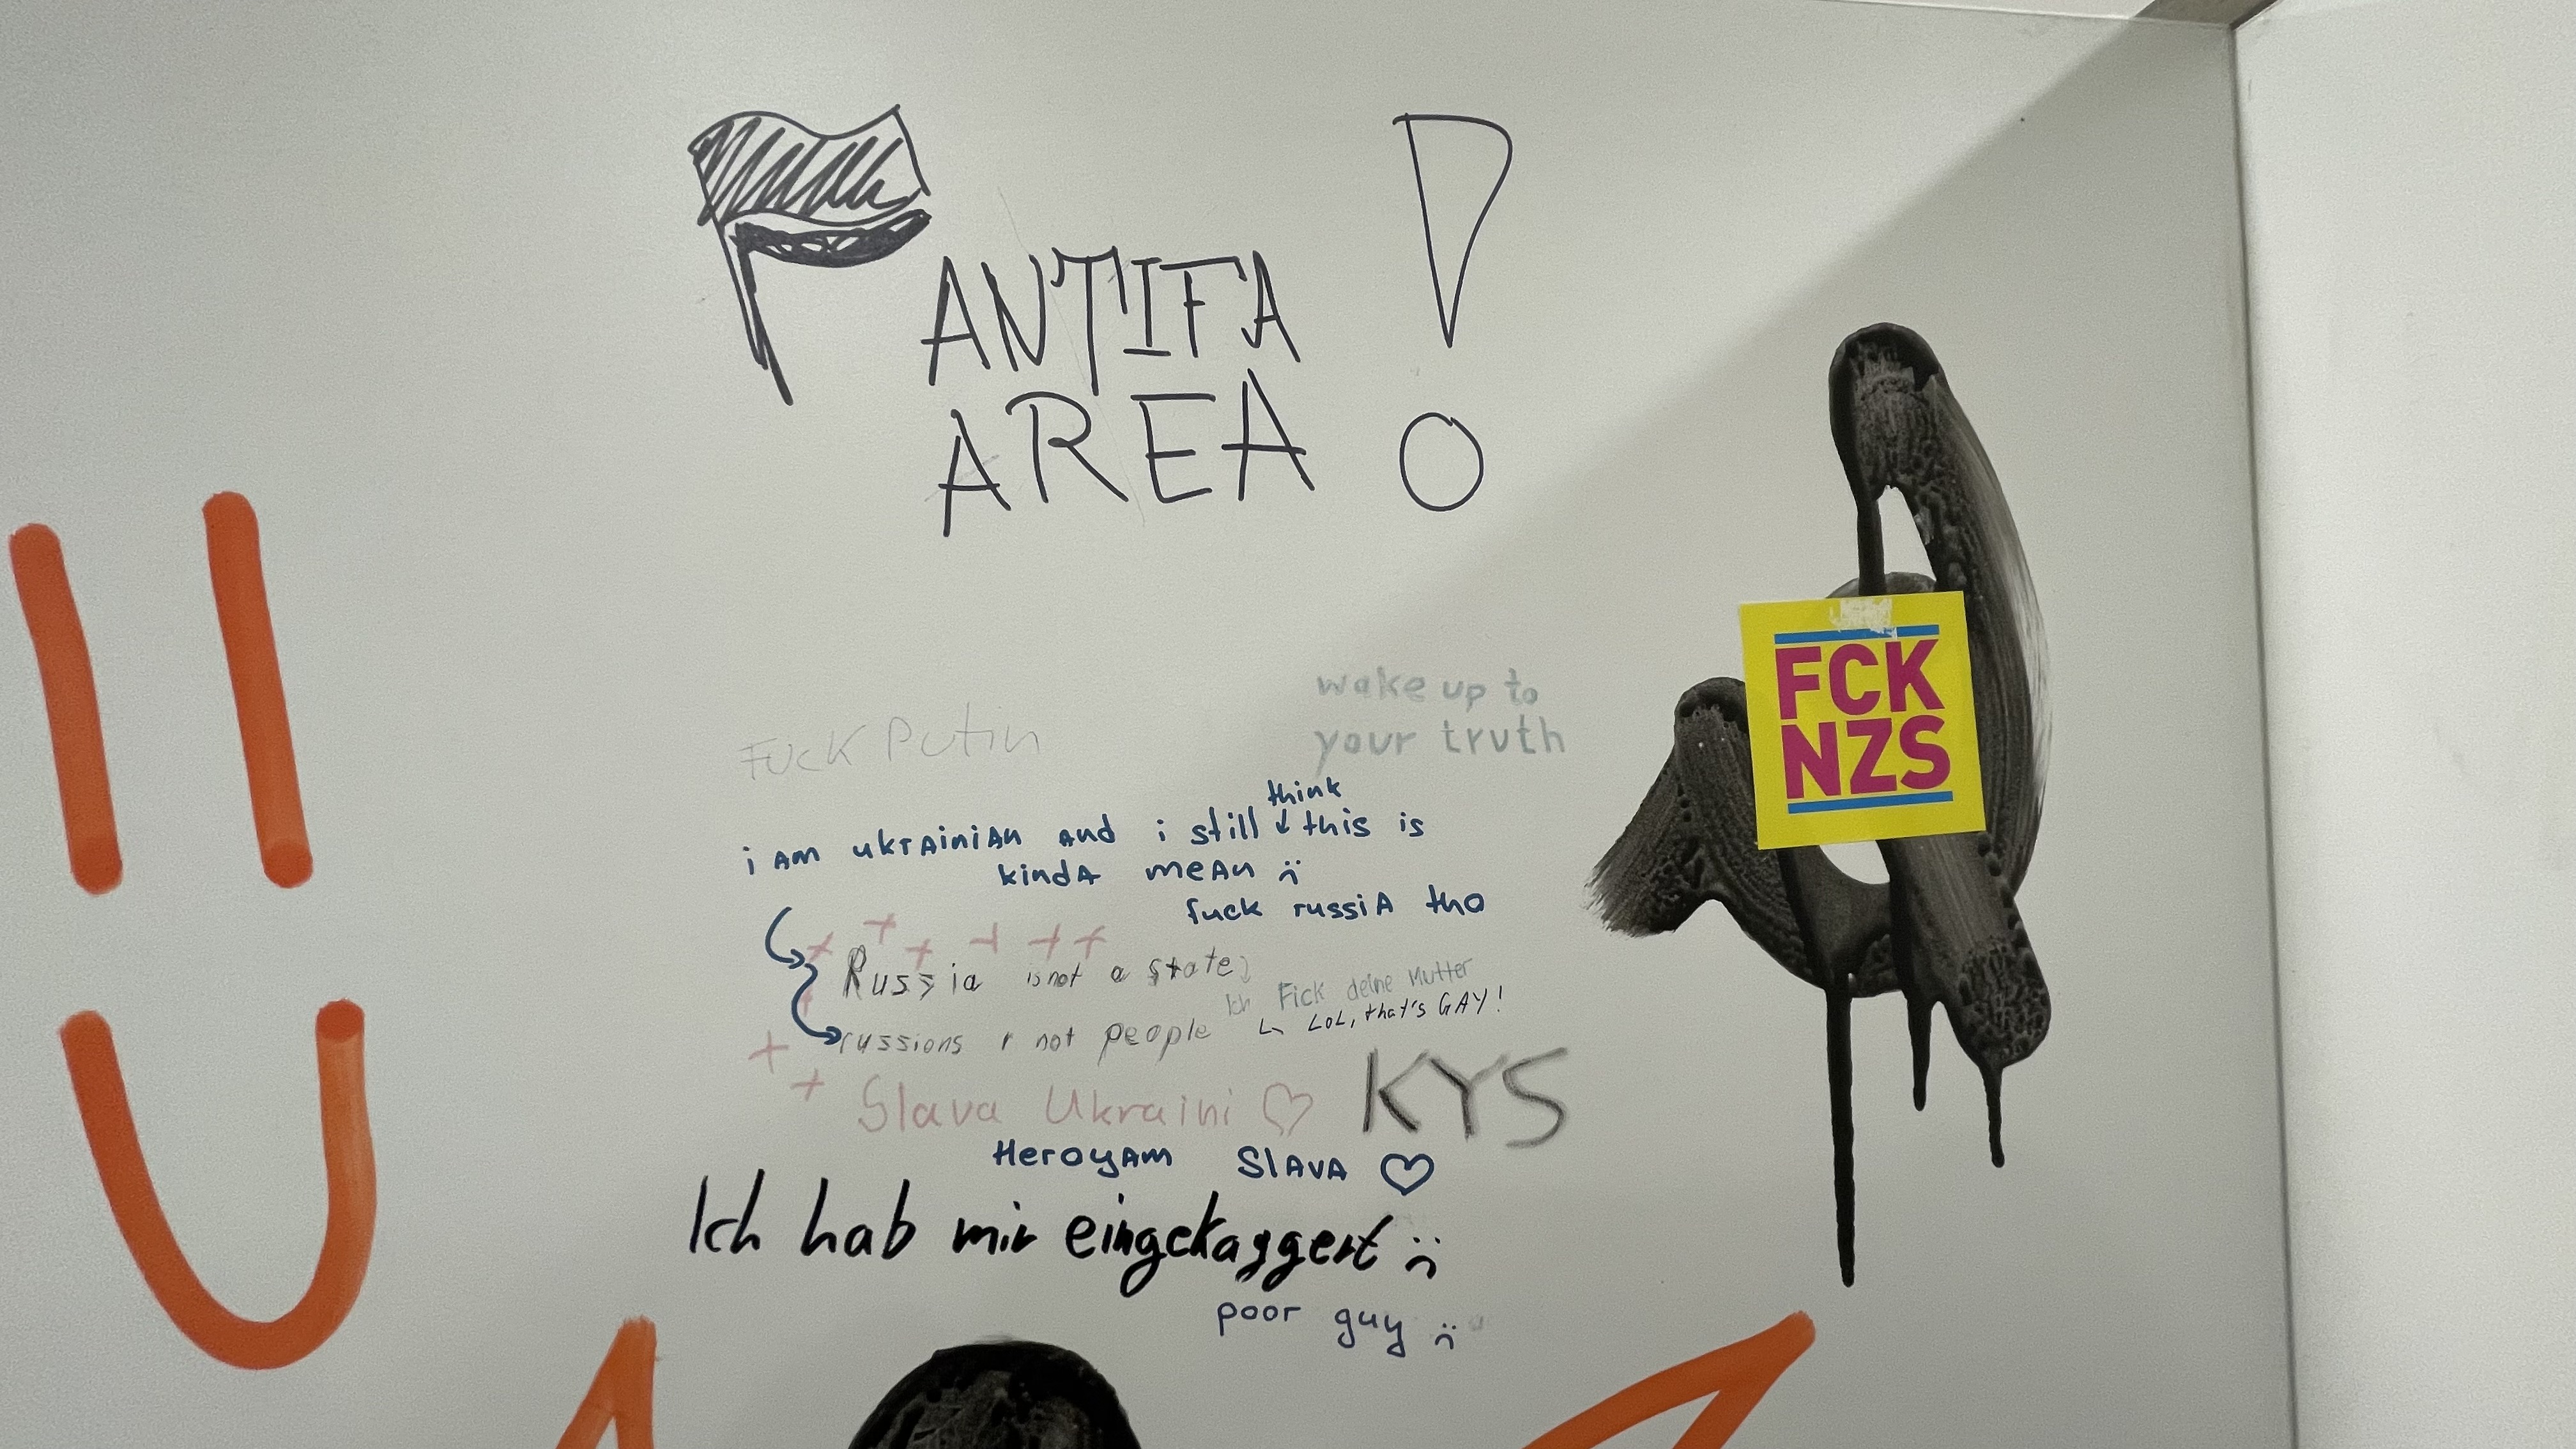 ANTIFA
AREA !
FCK
NZS
wake up to
your truth
Fuck Putin
think
i am ukrainian and i still ↓ this is
kinda mean :(
fuck russia tho
Russia is not a state
Ich Fick deine Mutter
russions r not people
↳ LOL, that's GAY!
Slava Ukraini ♡
KYS
Heroyam Slava ♡
Ich hab mir eingekaggert :(
poor guy :(